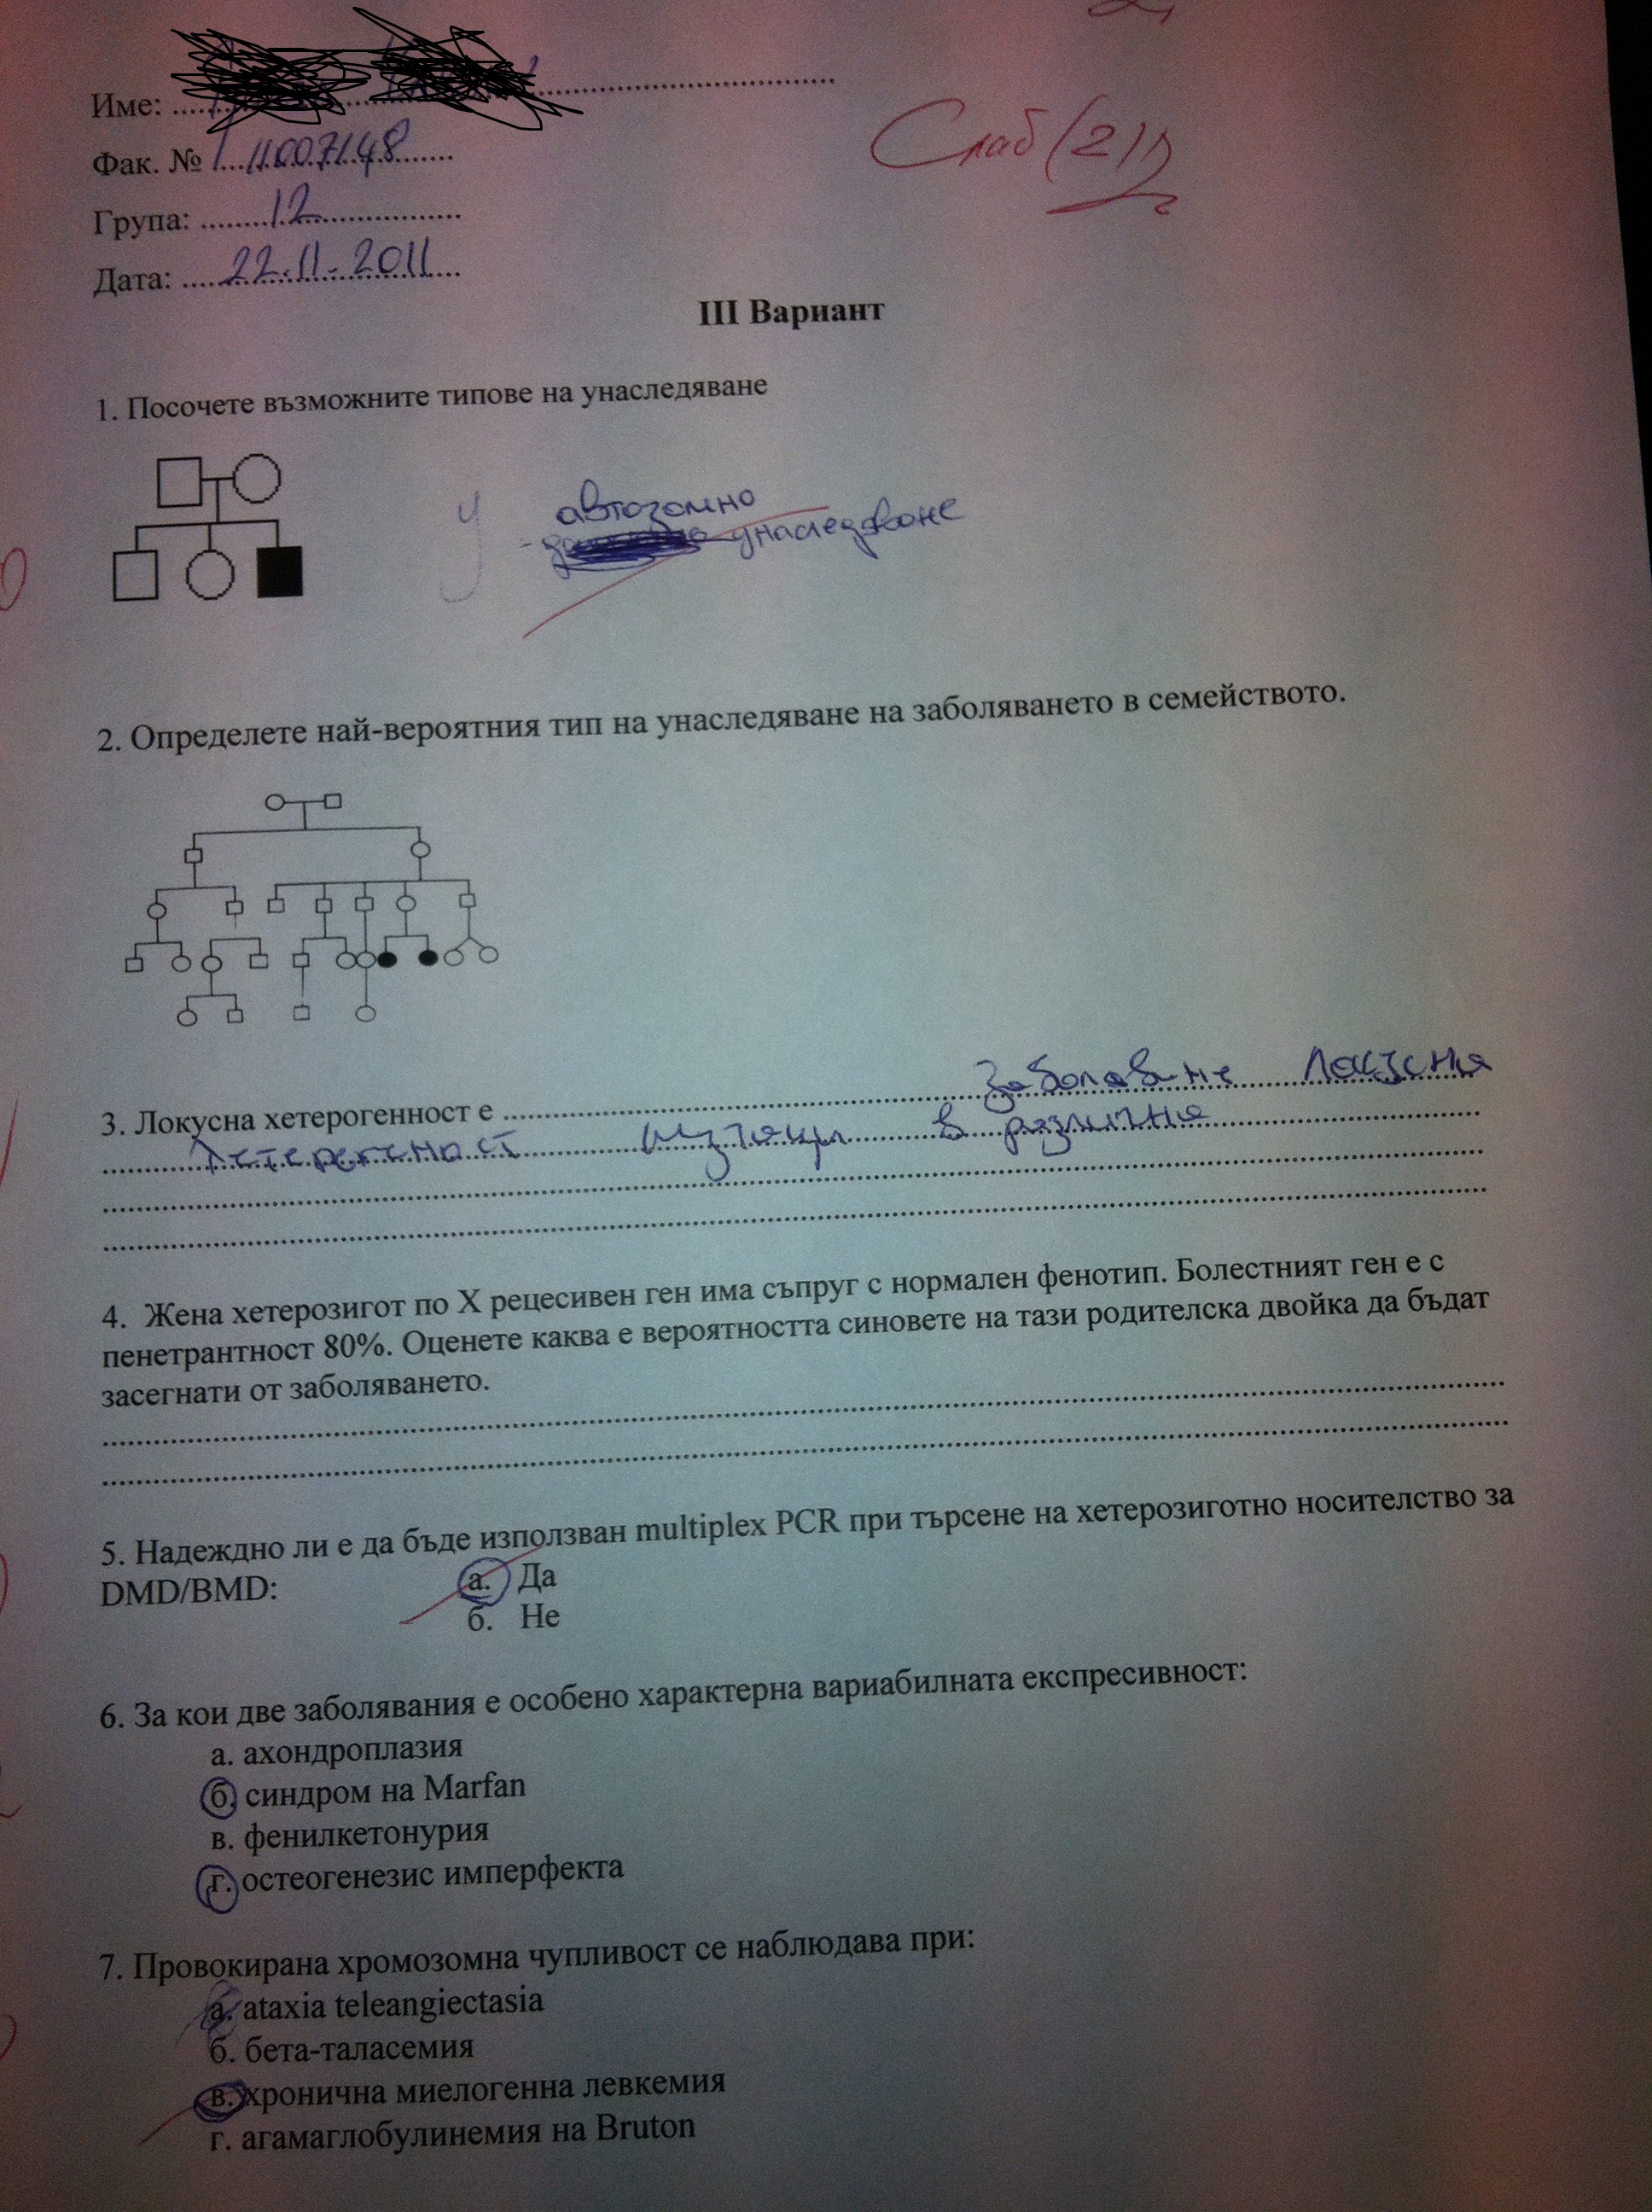 Име:
Фак. № 11007148
Група: 12
Дата: 22.11.2011
Слаб (2)
III Вариант
1. Посочете възможните типове на унаследяване
автозомно
унаследяване
2. Определете най-вероятния тип на унаследяване на заболяването в семейството.
3. Локусна хетерогенност е
мутации в различни
4. Жена хетерозигот по X рецесивен ген има съпруг с нормален фенотип. Болестният ген е с
пенетрантност 80%. Оценете каква е вероятността синовете на тази родителска двойка да бъдат
засегнати от заболяването.
5. Надеждно ли е да бъде използван multiplex PCR при търсене на хетерозиготно носителство за
DMD/BMD: а. Да
б. Не
6. За кои две заболявания е особено характерна вариабилната експресивност:
а. ахондроплазия
б. синдром на Marfan
в. фенилкетонурия
г. остеогенезис имперфекта
7. Провокирана хромозомна чупливост се наблюдава при:
а. ataxia teleangiectasia
б. бета-таласемия
в. хронична миелогенна левкемия
г. агамаглобулинемия на Bruton